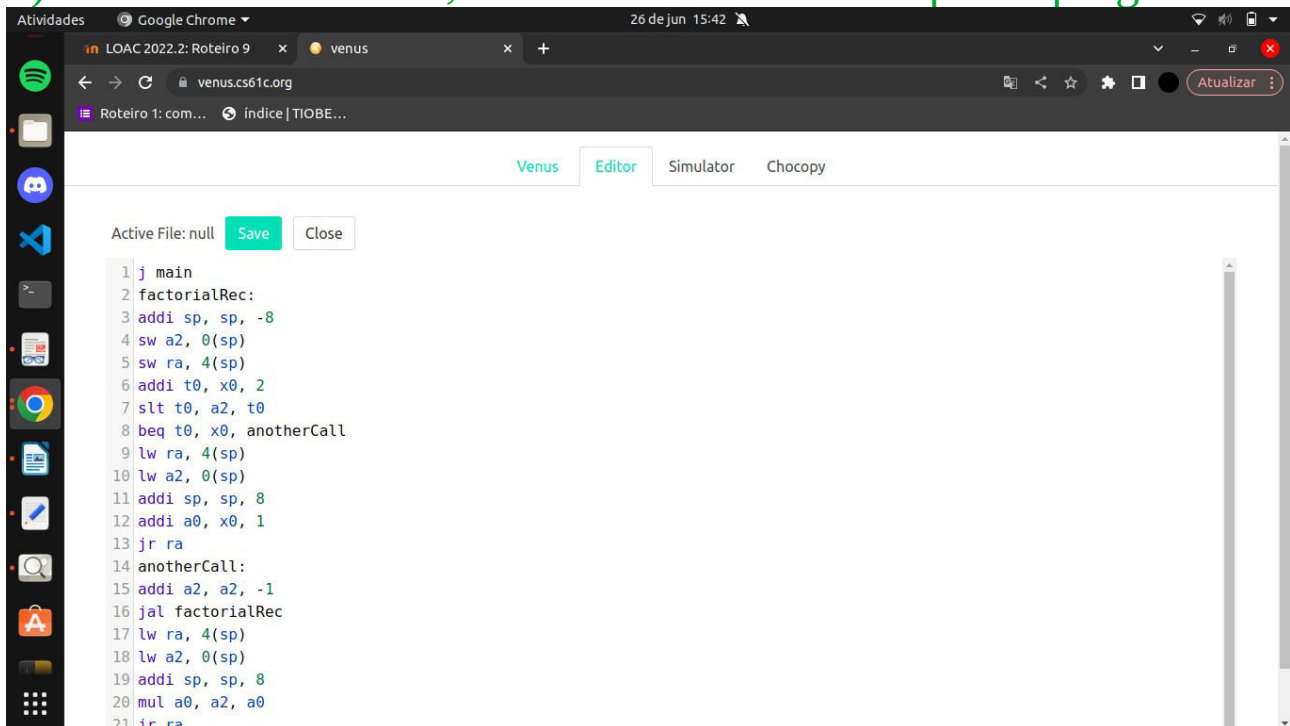 Atividades Google Chrome 26 de jun 15:42
LOAC 2022.2: Roteiro 9 venus
venus.cs61c.org Atualizar
Roteiro 1: com... índice | TIOBE...
Venus Editor Simulator Chocopy
Active File: null Save Close
1 j main
2 factorialRec:
3 addi sp, sp, -8
4 sw a2, 0(sp)
5 sw ra, 4(sp)
6 addi t0, x0, 2
7 slt t0, a2, t0
8 beq t0, x0, anotherCall
9 lw ra, 4(sp)
10 lw a2, 0(sp)
11 addi sp, sp, 8
12 addi a0, x0, 1
13 jr ra
14 anotherCall:
15 addi a2, a2, -1
16 jal factorialRec
17 lw ra, 4(sp)
18 lw a2, 0(sp)
19 addi sp, sp, 8
20 mul a0, a2, a0
21 jr ra